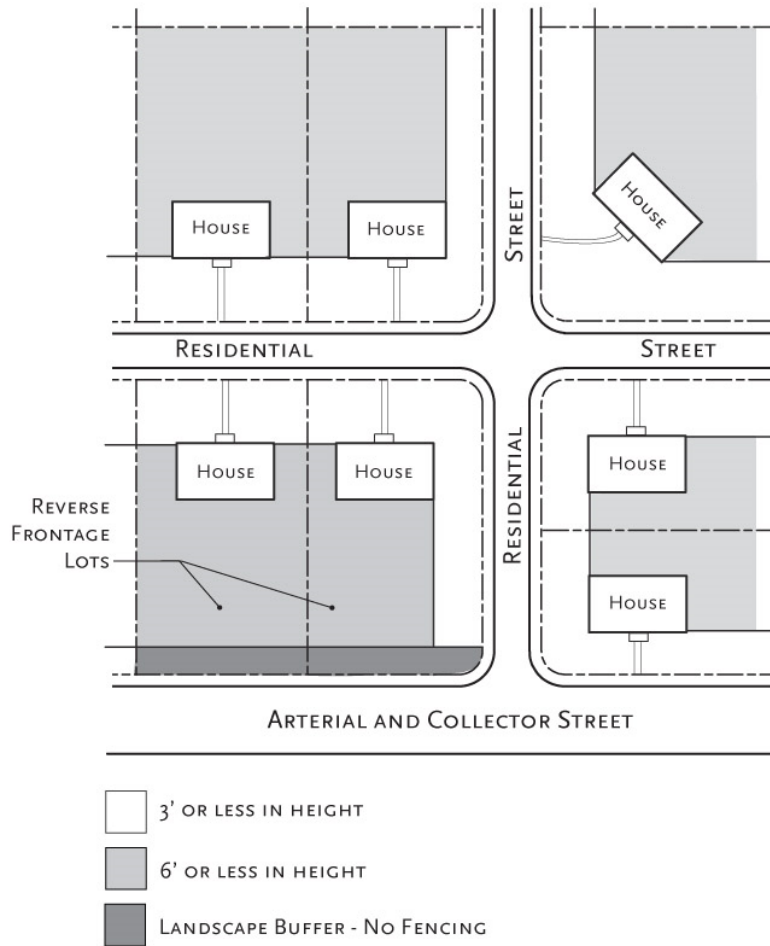 House
House
House
Street
Residential
Street
House
House
House
House
Residential
Reverse
Frontage
Lots
Arterial and Collector Street
3' or less in height
6' or less in height
Landscape Buffer - No Fencing